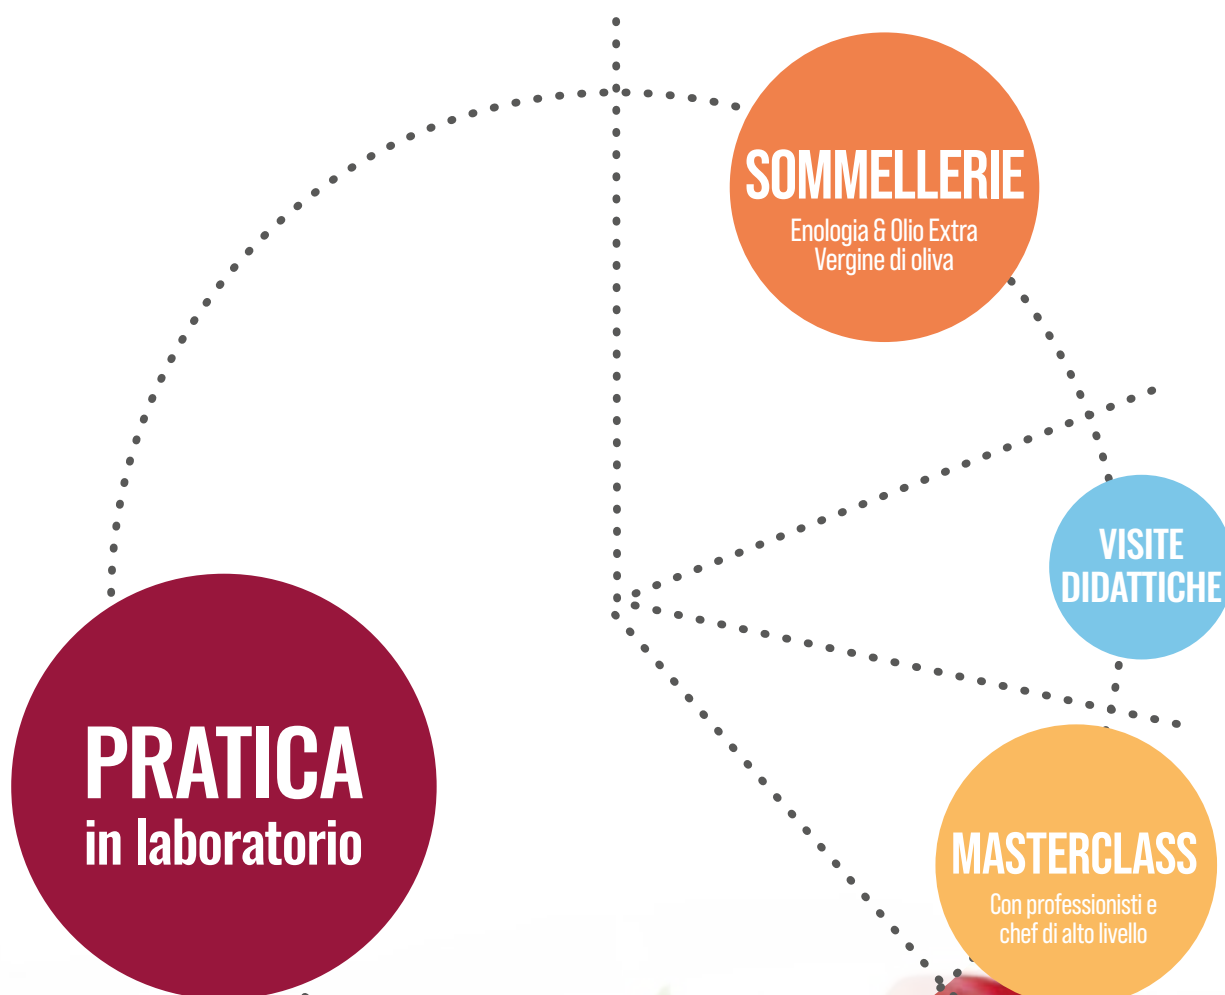 SOMMELLERIE
Enologia & Olio Extra
Vergine di oliva
VISITE
DIDATTICHE
PRATICA
in laboratorio
MASTERCLASS
Con professionisti e
chef di alto livello